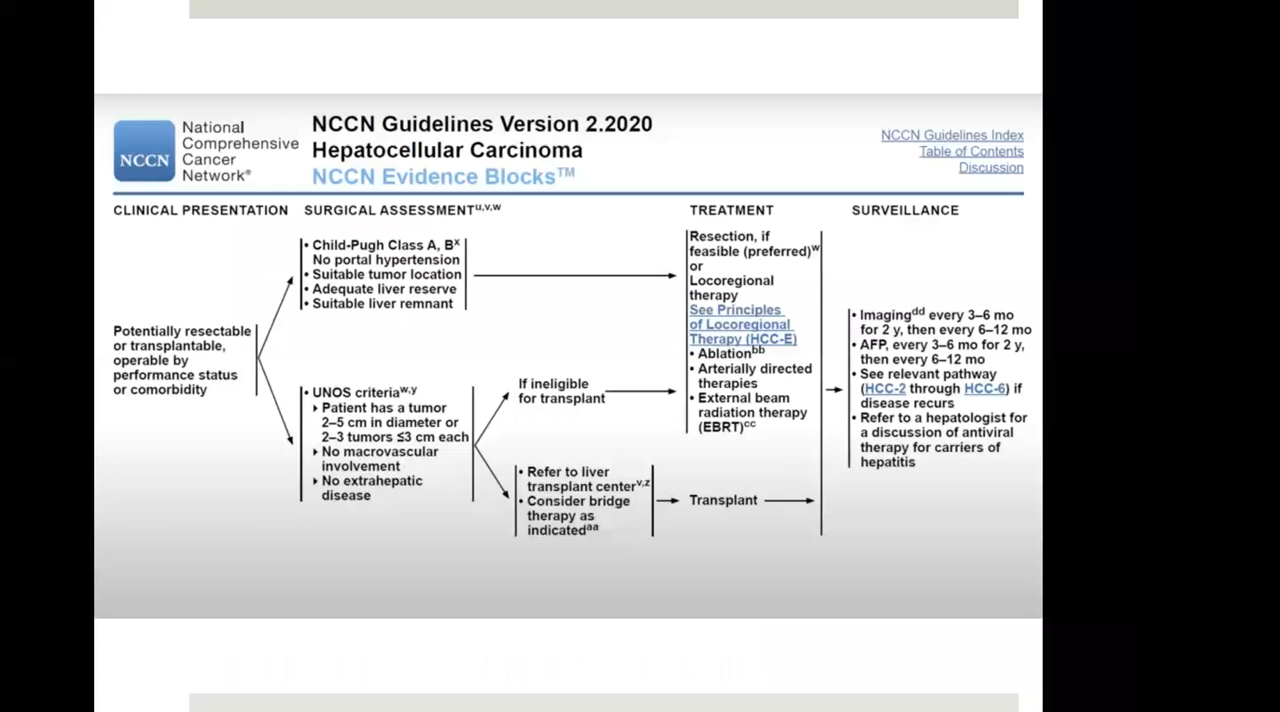 National
Comprehensive
Cancer
Network®
NCCN
NCCN Guidelines Version 2.2020
Hepatocellular Carcinoma
NCCN Evidence Blocks™
NCCN Guidelines Index
Table of Contents
Discussion
CLINICAL PRESENTATION
Potentially resectable
or transplantable,
operable by
performance status
or comorbidity
SURGICAL ASSESSMENTu,v,w
• Child-Pugh Class A, Bx
No portal hypertension
• Suitable tumor location
• Adequate liver reserve
• Suitable liver remnant
• UNOS criteriaw,y
‣ Patient has a tumor
2–5 cm in diameter or
2–3 tumors ≤3 cm each
‣ No macrovascular
involvement
‣ No extrahepatic
disease
If ineligible
for transplant
• Refer to liver
transplant centerv,z
• Consider bridge
therapy as
indicatedaa
TREATMENT
Resection, if
feasible (preferred)w
or
Locoregional
therapy
See Principles
of Locoregional
Therapy (HCC-E)
• Ablationbb
• Arterially directed
therapies
• External beam
radiation therapy
(EBRT)cc
Transplant
SURVEILLANCE
• Imagingdd every 3–6 mo
for 2 y, then every 6–12 mo
• AFP, every 3–6 mo for 2 y,
then every 6–12 mo
• See relevant pathway
(HCC-2 through HCC-6) if
disease recurs
• Refer to a hepatologist for
a discussion of antiviral
therapy for carriers of
hepatitis